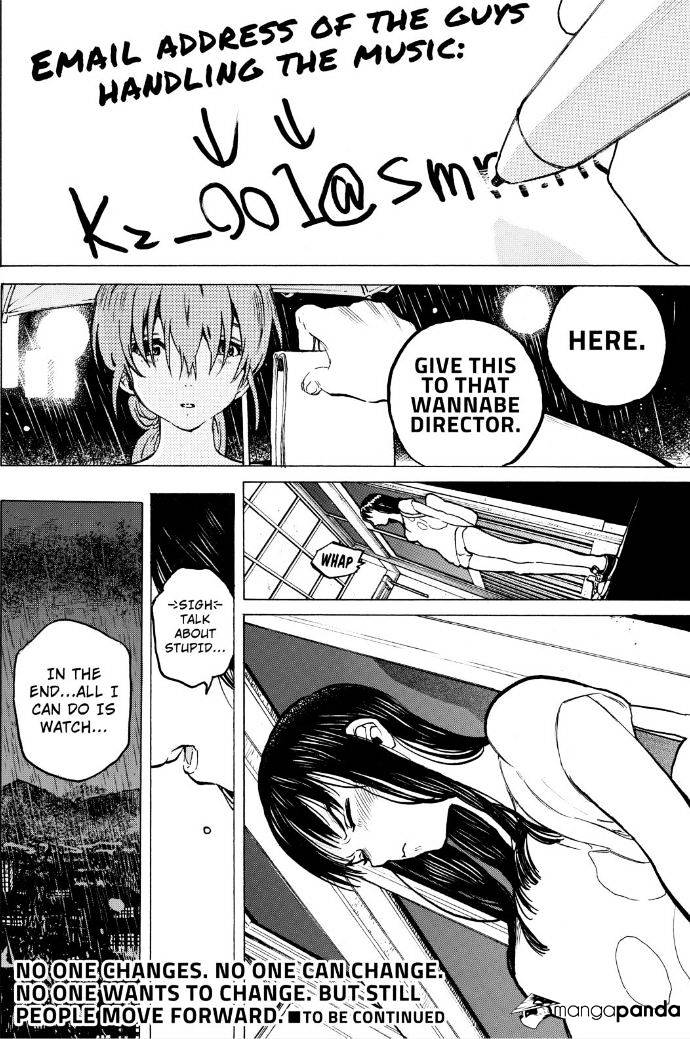 EMAIL ADDRESS OF THE GUYS
HANDLING THE MUSIC:
HERE.
GIVE THIS
TO THAT
WANNABE
DIRECTOR.
WHAP
SIGH
TALK
ABOUT
STUPID...
IN THE
END...ALL I
CAN DO IS
WATCH...
NO ONE CHANGES. NO ONE CAN CHANGE.
NO ONE WANTS TO CHANGE. BUT STILL
PEOPLE MOVE FORWARD. ■TO BE CONTINUED
mangapanda